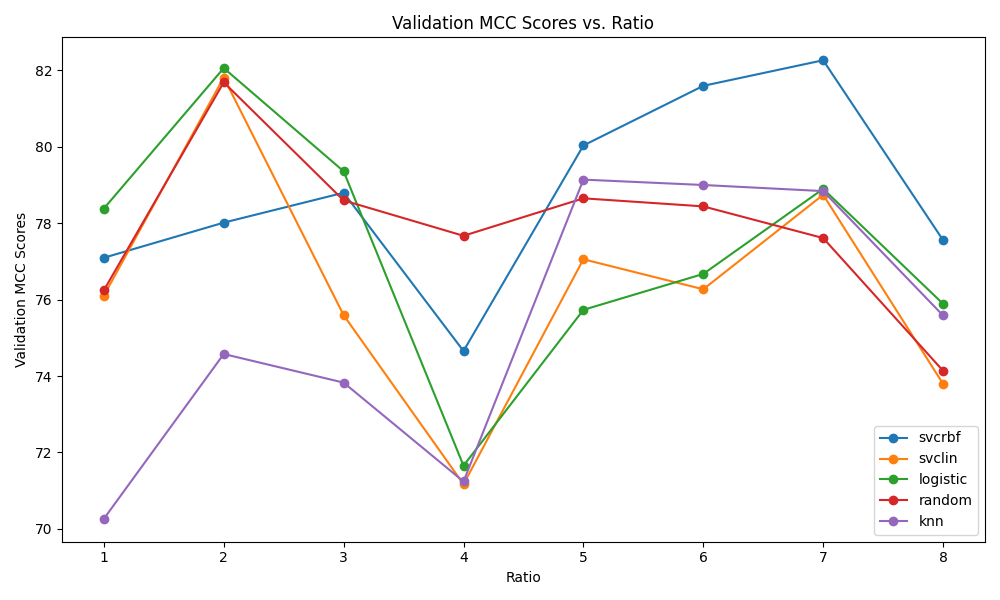 Validation MCC Scores vs. Ratio
Validation MCC Scores
82
80
78
76
74
72
70
1 2 3 4 5 6 7 8
Ratio
svcrbf
svclin
logistic
random
knn